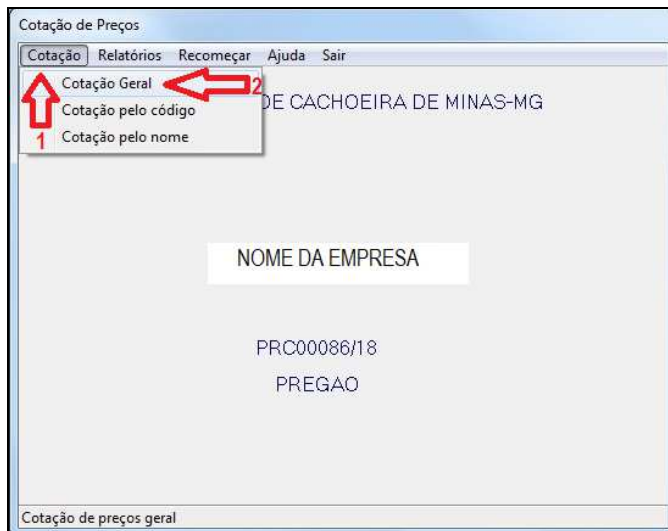 Cotação de Preços
Cotação Relatórios Recomeçar Ajuda Sair
Cotação Geral 2
DE CACHOEIRA DE MINAS-MG
Cotação pelo código
1 Cotação pelo nome
NOME DA EMPRESA
PRC00086/18
PREGAO
Cotação de preços geral